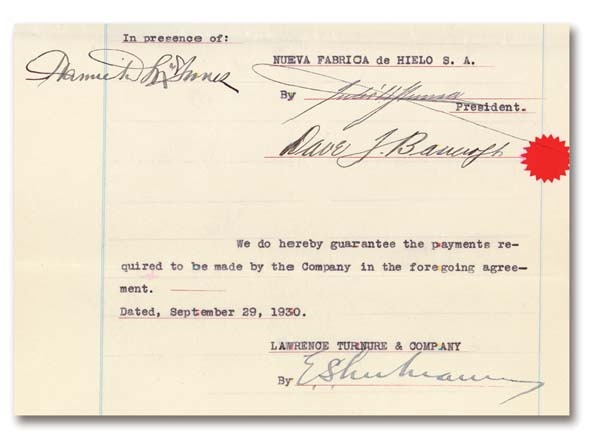 In presence of:
NUEVA FABRICA de HIELO S. A.
By
President.
Dave J. Bancroft
We do hereby guarantee the payments re-
quired to be made by the Company in the foregoing agree-
ment.
Dated, September 29, 1930.
LAWRENCE TURNURE & COMPANY
By